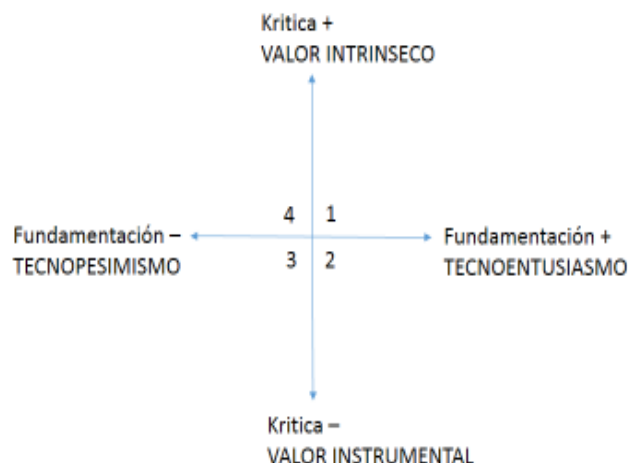 Kritica +
VALOR INTRINSECO
4 1
Fundamentación –
TECNOPESIMISMO
Fundamentación +
TECNOENTUSIASMO
3 2
Kritica –
VALOR INSTRUMENTAL